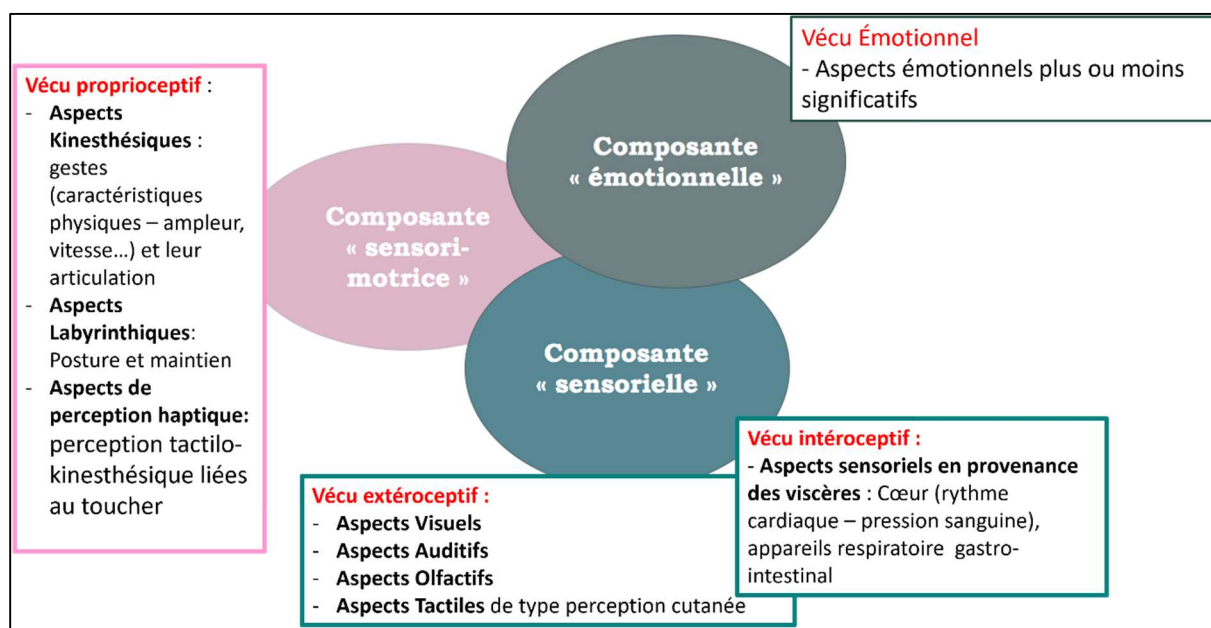 Vécu Émotionnel
- Aspects émotionnels plus ou moins
significatifs
Vécu proprioceptif :
- Aspects
Kinesthésiques :
gestes
(caractéristiques
physiques – ampleur,
vitesse...) et leur
articulation
- Aspects
Labyrinthiques:
Posture et maintien
- Aspects de
perception haptique:
perception tactilo-
kinesthésique liées
au toucher
Composante
« émotionnelle »
Composante
« sensori-
motrice »
Composante
« sensorielle »
Vécu extéroceptif :
- Aspects Visuels
- Aspects Auditifs
- Aspects Olfactifs
- Aspects Tactiles de type perception cutanée
Vécu intéroceptif :
- Aspects sensoriels en provenance
des viscères : Cœur (rythme
cardiaque – pression sanguine),
appareils respiratoire gastro-
intestinal